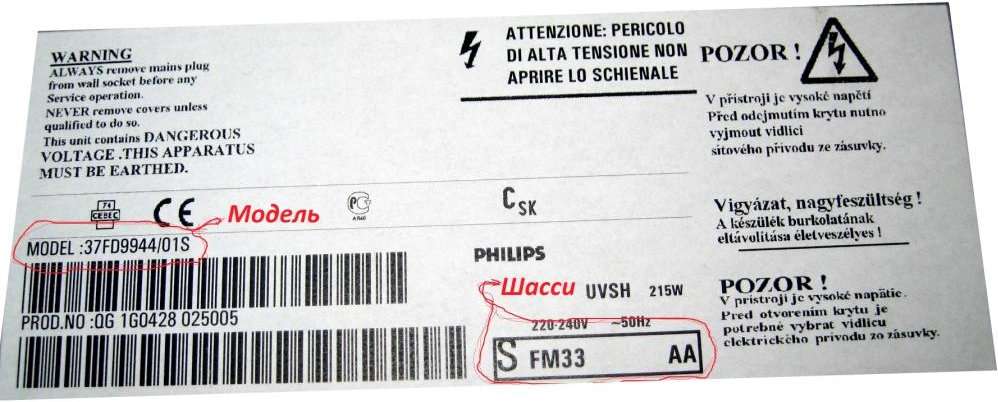 WARNING
ALWAYS remove mains plug
from wall socket before any
Service operation.
NEVER remove covers unless
qualified to do so.
This unit contains DANGEROUS
VOLTAGE .THIS APPARATUS
MUST BE EARTHED.
ATTENZIONE: PERICOLO
DI ALTA TENSIONE NON
APRIRE LO SCHIENALE
POZOR !
V přístroji je vysoké napětí
Před odejmutím krytu nutno
vyjmout vidlici
síťového přívodu ze zásuvky.
74
CEBEC
CE
Модель
PC
C SK
Vigyázat, nagyfeszültség !
A készülék burkolatának
eltávolítása életveszélyes !
MODEL :37FD9944/01S
PHILIPS
Шасси
UVSH 215W
PROD.NO :QG 1G0428 025005
220-240V ~50Hz
S FM33 AA
POZOR !
V prístroji je vysoké napätie.
Pred otvorením krytu je
potrebné vybrať vidlicu
elektrického prívodu zo zásuvky.